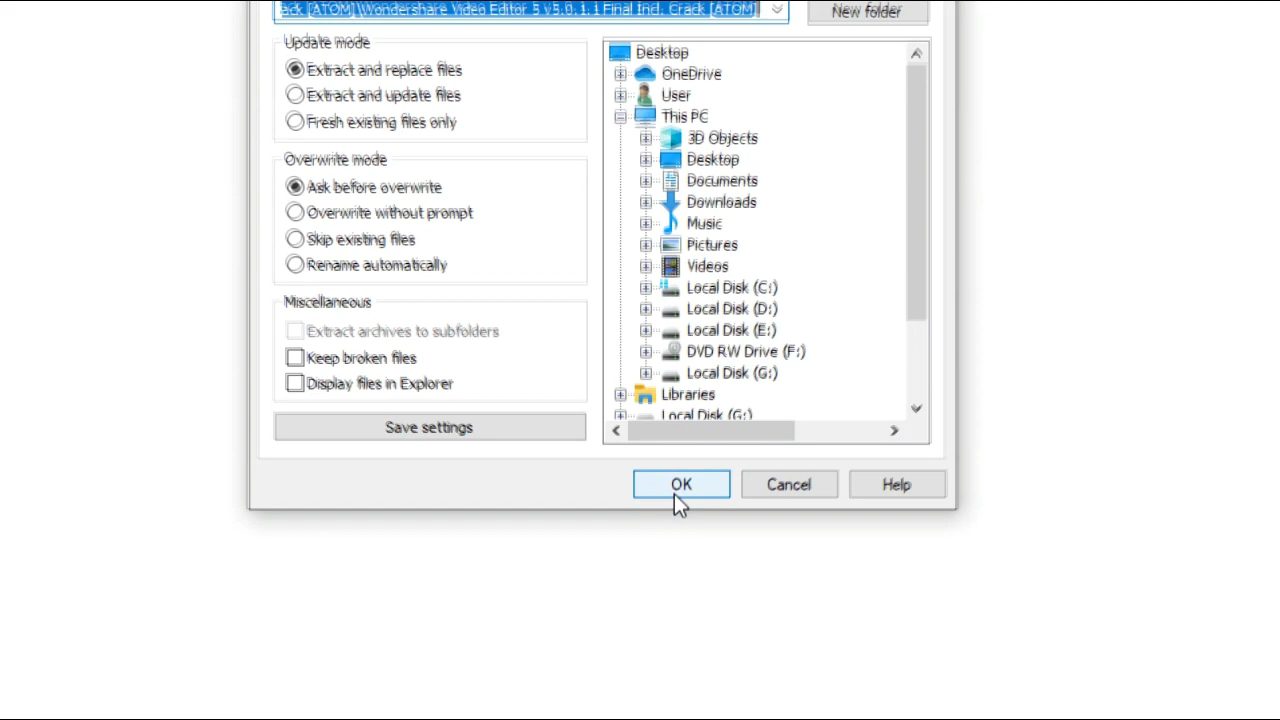 ack [ATOM]\Wondershare Video Editor 5 v5.0.1.1 Final Incl. Crack [ATOM]
New folder
Update mode
Extract and replace files
Extract and update files
Fresh existing files only
Overwrite mode
Ask before overwrite
Overwrite without prompt
Skip existing files
Rename automatically
Miscellaneous
Extract archives to subfolders
Keep broken files
Display files in Explorer
Save settings
Desktop
OneDrive
User
This PC
3D Objects
Desktop
Documents
Downloads
Music
Pictures
Videos
Local Disk (C:)
Local Disk (D:)
Local Disk (E:)
DVD RW Drive (F:)
Local Disk (G:)
Libraries
Local Disk (G:)
OK
Cancel
Help